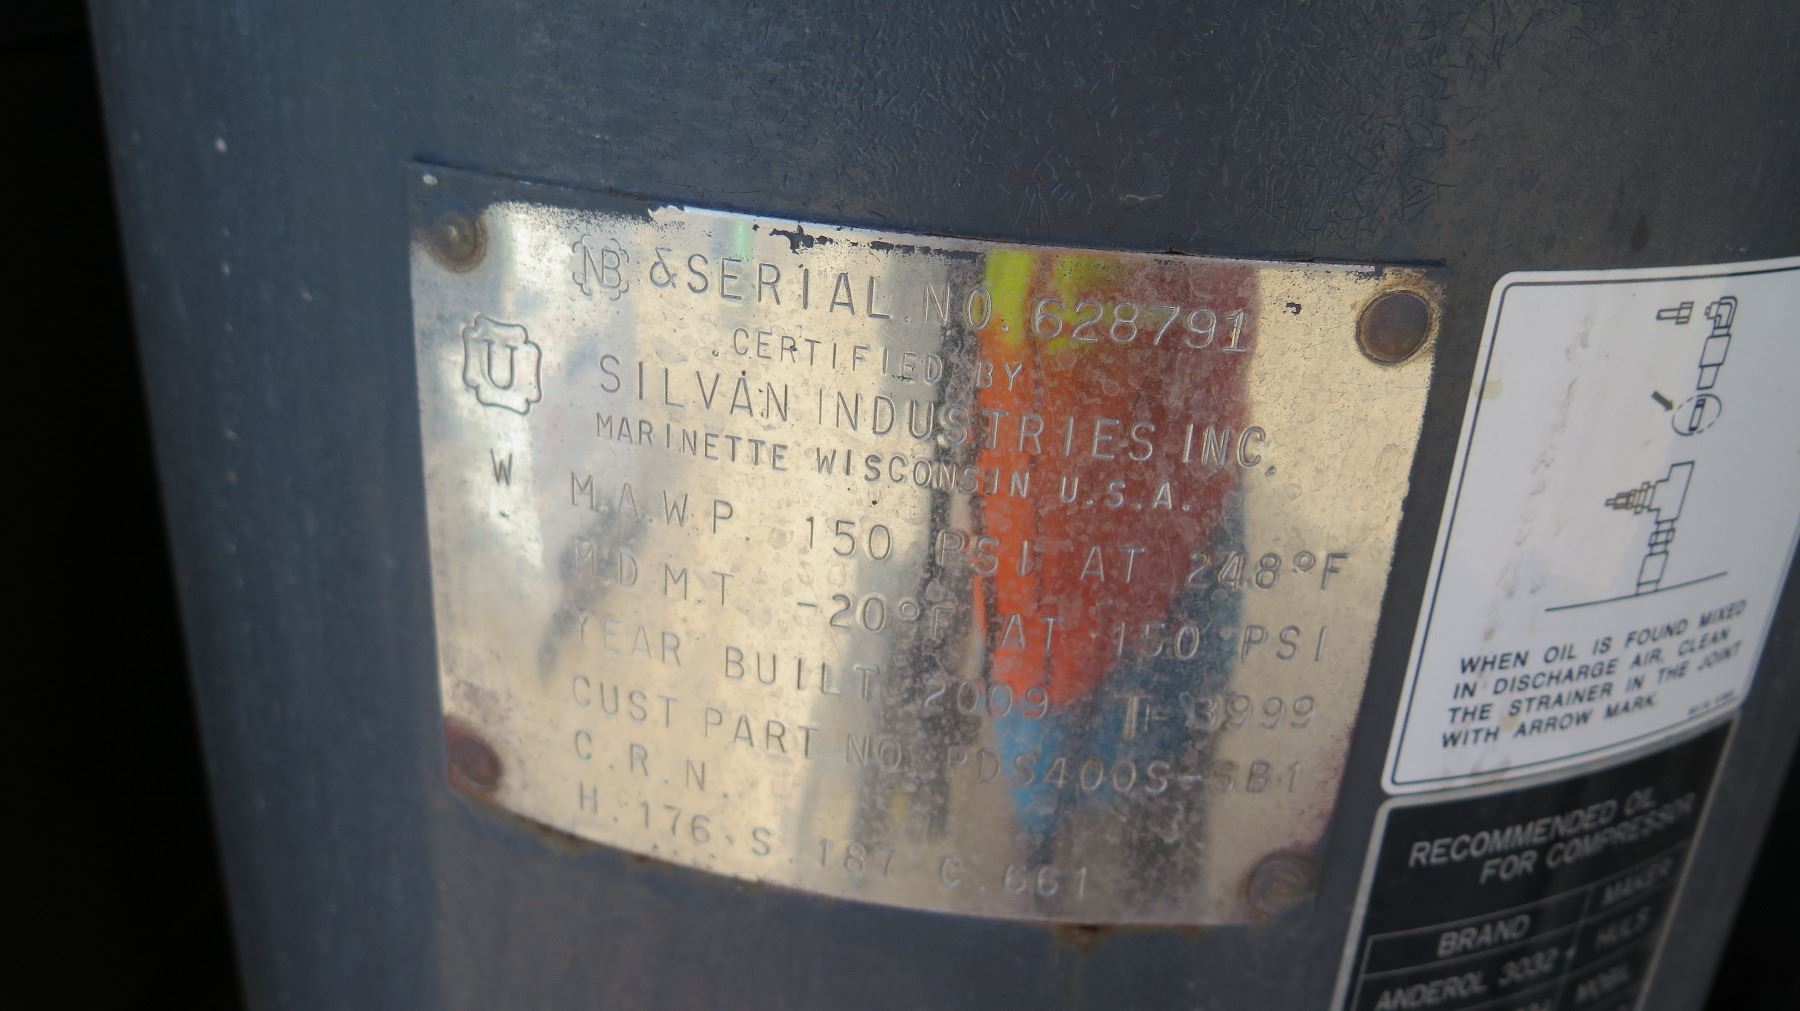 NB & SERIAL NO. 628791
CERTIFIED BY
U
SILVAN INDUSTRIES INC.
MARINETTE WISCONSIN U.S.A.
W
M.A.W.P. 150 PSI AT 248°F
M.D.M.T. -20°F AT 150 PSI
YEAR BUILT 2009 3999
CUST PART NO PDS400S-
C.R.N.
H.176 S.187 C.661
WHEN OIL IS FOUND MIXED
IN DISCHARGE AIR, CLEAN
THE STRAINER IN THE JOINT
WITH ARROW MARK.
RECOMMENDED OIL
FOR COMPRESSOR
BRAND MAKER
ANDEROL 3032 HULS
MOBIL